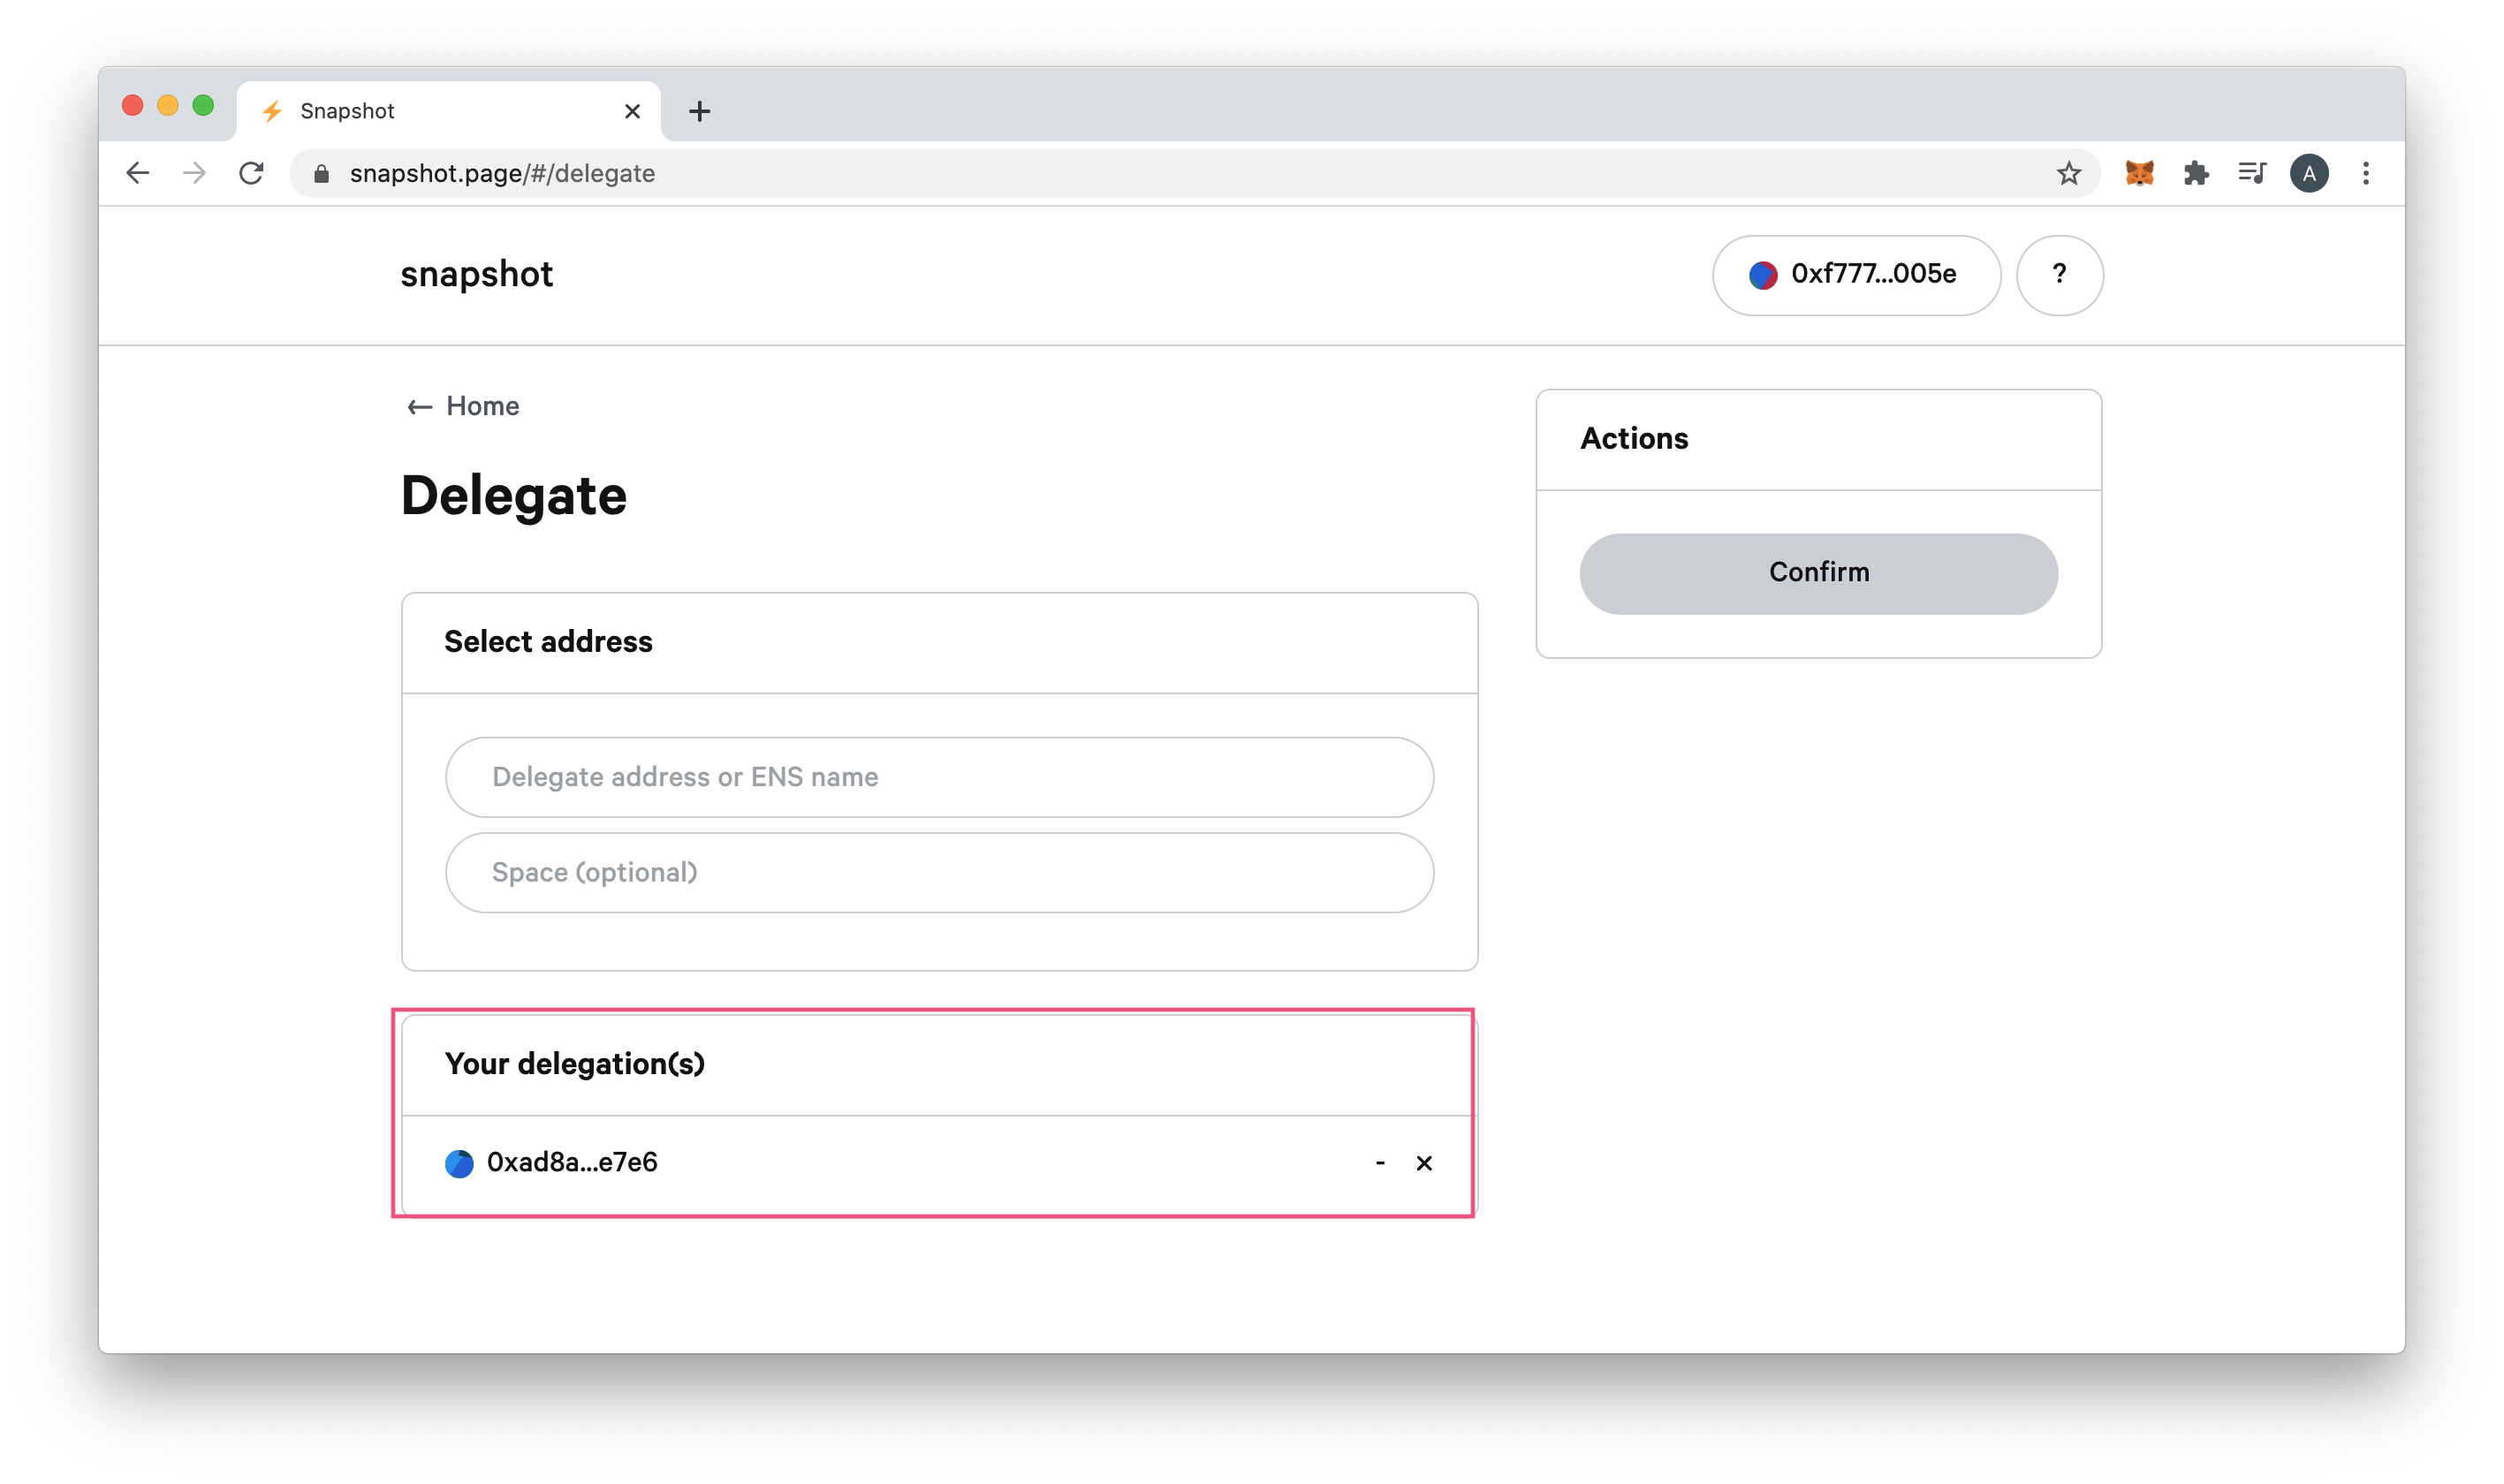 Snapshot
snapshot.page/#/delegate
A
snapshot
0xf777...005e
?
← Home
Delegate
Actions
Confirm
Select address
Delegate address or ENS name
Space (optional)
Your delegation(s)
0xad8a...e7e6 -